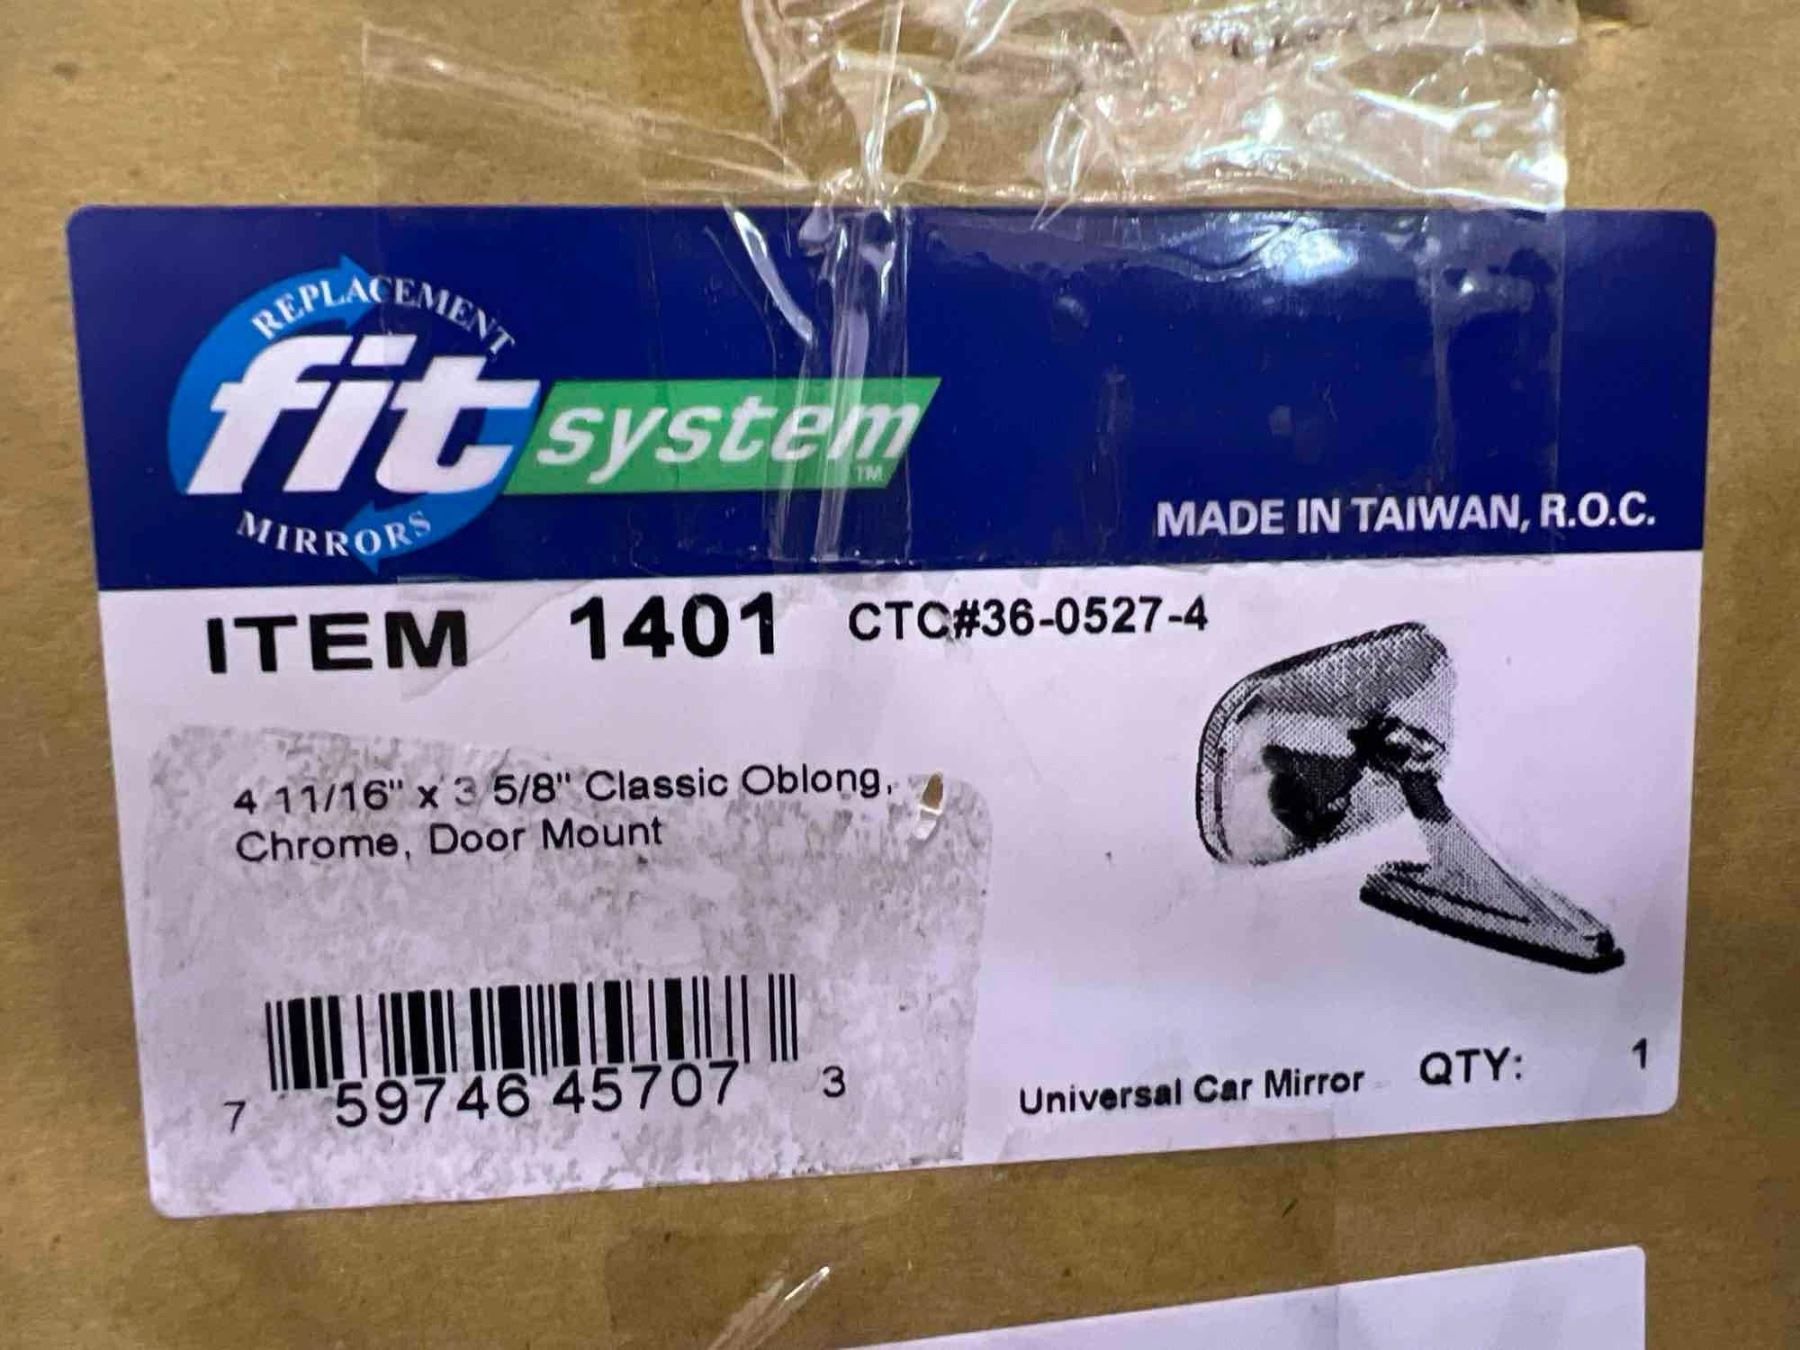 REPLACEMENT
fit system TM
MIRRORS
MADE IN TAIWAN, R.O.C.
ITEM 1401 CTC#36-0527-4
4 11/16" x 3 5/8" Classic Oblong,
Chrome, Door Mount
7 59746 45707 3
Universal Car Mirror QTY: 1